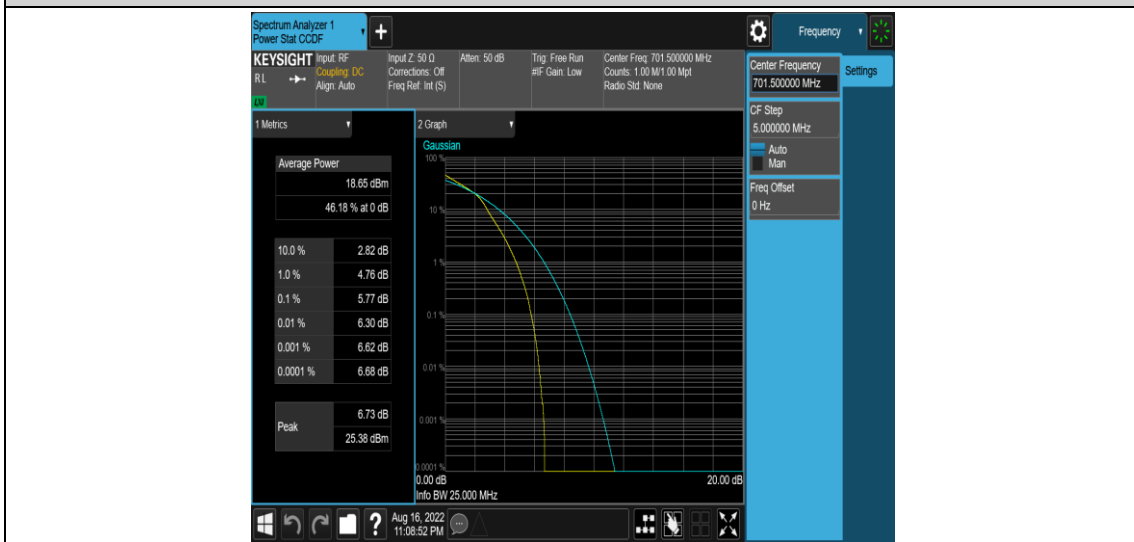 Spectrum Analyzer 1
Power Stat CCDF
+
Frequency
KEYSIGHT
RL
LXI
Input: RF
Coupling: DC
Align: Auto
Input Z: 50 Ω
Corrections: Off
Freq Ref: Int (S)
Atten: 50 dB
Trig: Free Run
#IF Gain: Low
Center Freq: 701.500000 MHz
Counts: 1.00 M/1.00 Mpt
Radio Std: None
Center Frequency
701.500000 MHz
Settings
CF Step
5.000000 MHz
Auto
Man
Freq Offset
0 Hz
1 Metrics
Average Power
18.65 dBm
46.18 % at 0 dB
10.0 % 2.82 dB
1.0 % 4.76 dB
0.1 % 5.77 dB
0.01 % 6.30 dB
0.001 % 6.62 dB
0.0001 % 6.68 dB
Peak
6.73 dB
25.38 dBm
2 Graph
Gaussian
100 %
10 %
1 %
0.1 %
0.01 %
0.001 %
0.0001 %
0.00 dB 20.00 dB
Info BW 25.000 MHz
?
Aug 16, 2022
11:08:52 PM